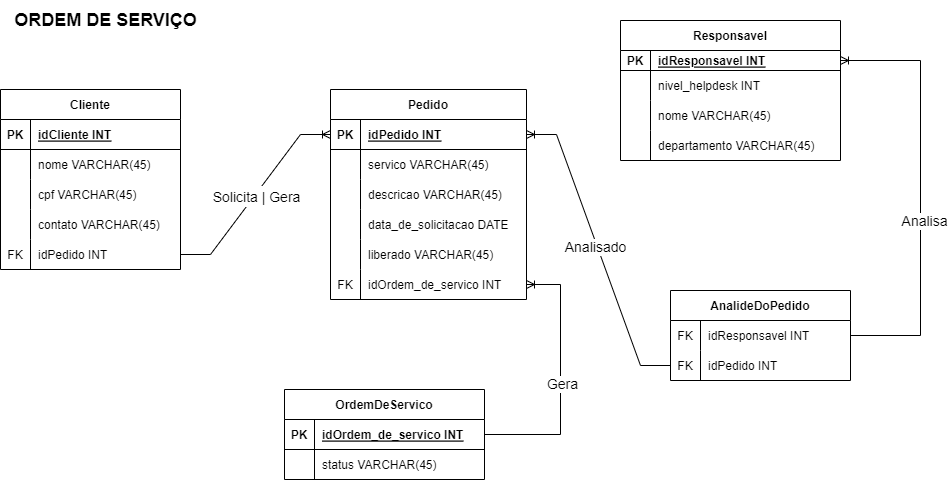 ORDEM DE SERVIÇO
Cliente
PK idCliente INT
nome VARCHAR(45)
cpf VARCHAR(45)
contato VARCHAR(45)
FK idPedido INT
Solicita | Gera
Pedido
PK idPedido INT
servico VARCHAR(45)
descricao VARCHAR(45)
data_de_solicitacao DATE
liberado VARCHAR(45)
FK idOrdem_de_servico INT
Analisado
Responsavel
PK idResponsavel INT
nivel_helpdesk INT
nome VARCHAR(45)
departamento VARCHAR(45)
Analisa
AnalideDoPedido
FK idResponsavel INT
FK idPedido INT
Gera
OrdemDeServico
PK idOrdem_de_servico INT
status VARCHAR(45)